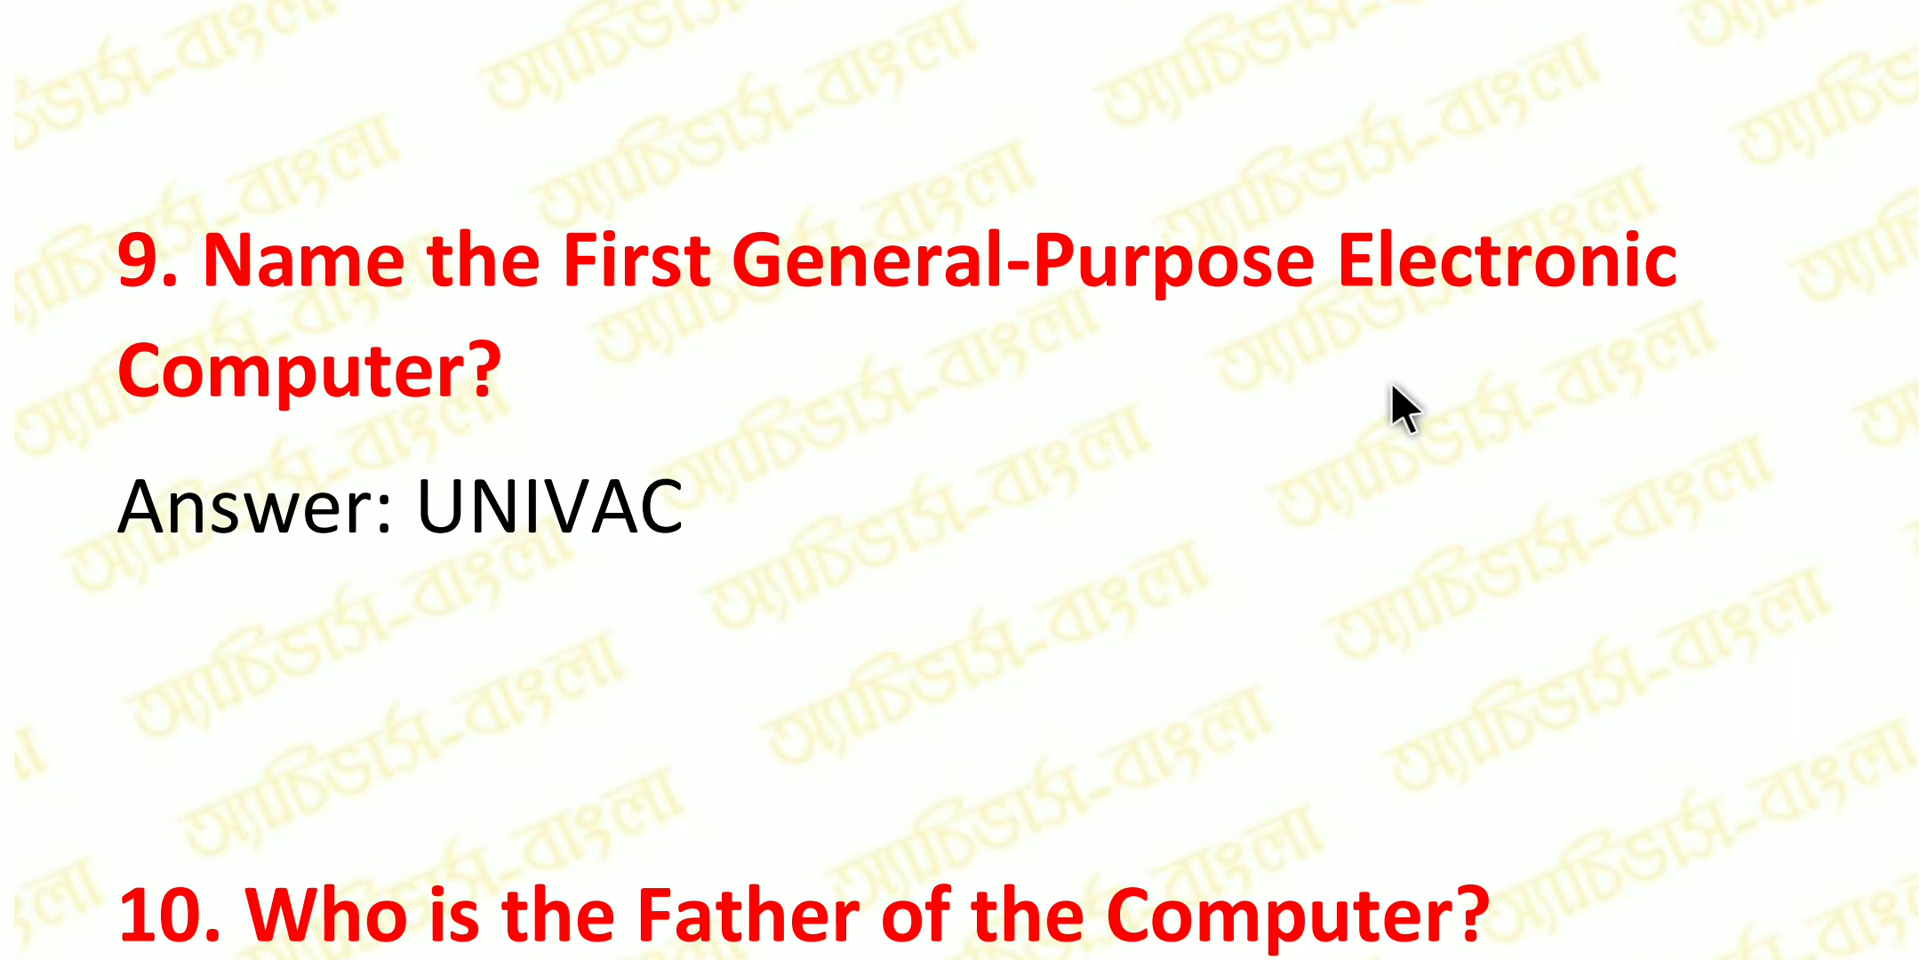 9. Name the First General-Purpose Electronic
Computer?
Answer: UNIVAC
10. Who is the Father of the Computer?